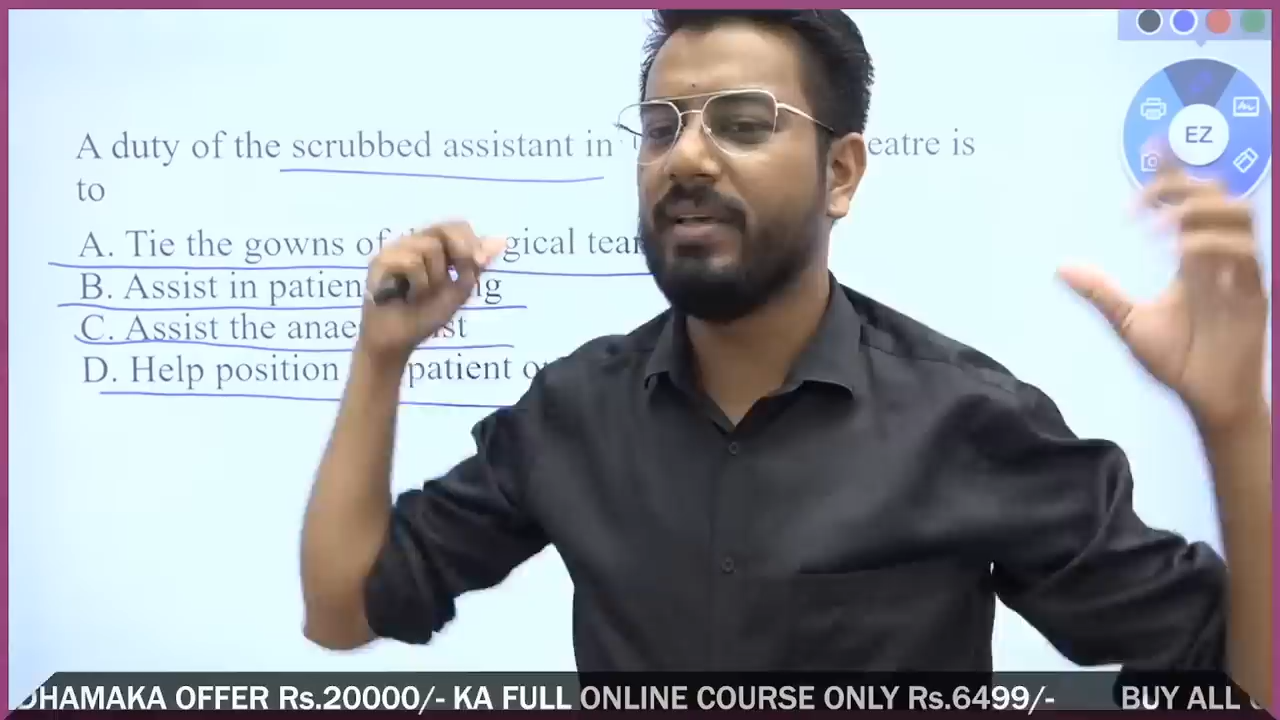 EZ
A duty of the scrubbed assistant in eatre is
to
A. Tie the gowns of gical tea
B. Assist in patien g
C. Assist the anae st
D. Help position patient o
DHAMAKA OFFER Rs.20000/- KA FULL ONLINE COURSE ONLY Rs.6499/- BUY ALL